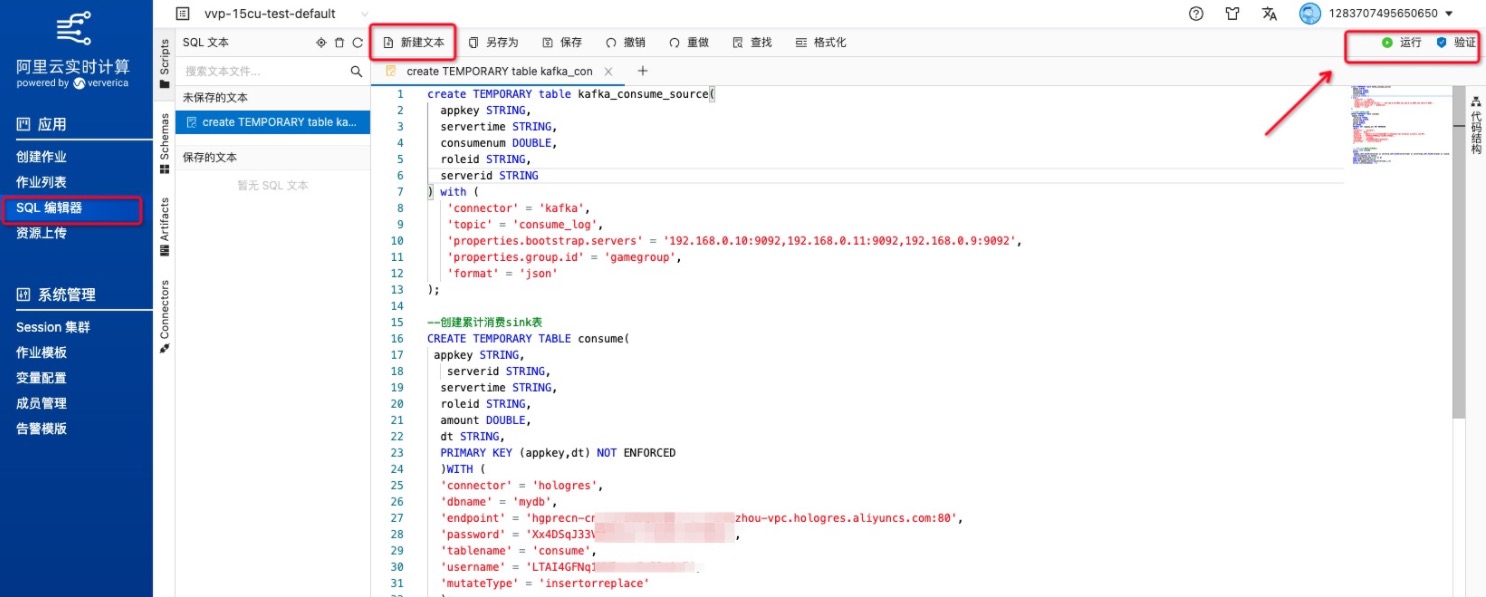 vvp-15cu-test-default
1283707495650650
阿里云实时计算
powered by ververica
应用
创建作业
作业列表
SQL 编辑器
资源上传
系统管理
Session 集群
作业模板
变量配置
成员管理
告警模版
Scripts
Schemas
Artifacts
Connectors
SQL 文本
搜索文本文件...
未保存的文本
create TEMPORARY table ka...
保存的文本
暂无 SQL 文本
新建文本 另存为 保存 撤销 重做 查找 格式化
运行 验证
create TEMPORARY table kafka_con
代码结构
1 create TEMPORARY table kafka_consume_source(
2 appkey STRING,
3 servertime STRING,
4 consumenum DOUBLE,
5 roleid STRING,
6 serverid STRING
7 ) with (
8 'connector' = 'kafka',
9 'topic' = 'consume_log',
10 'properties.bootstrap.servers' = '192.168.0.10:9092,192.168.0.11:9092,192.168.0.9:9092',
11 'properties.group.id' = 'gamegroup',
12 'format' = 'json'
13 );
14
15 --创建累计消费sink表
16 CREATE TEMPORARY TABLE consume(
17 appkey STRING,
18 serverid STRING,
19 servertime STRING,
20 roleid STRING,
21 amount DOUBLE,
22 dt STRING,
23 PRIMARY KEY (appkey,dt) NOT ENFORCED
24 )WITH (
25 'connector' = 'hologres',
26 'dbname' = 'mydb',
27 'endpoint' = 'hgprecn-cn zhou-vpc.hologres.aliyuncs.com:80',
28 'password' = 'Xx4DSqJ33V ,
29 'tablename' = 'consume',
30 'username' = 'LTAI4GFNq1
31 'mutateType' = 'insertorreplace'